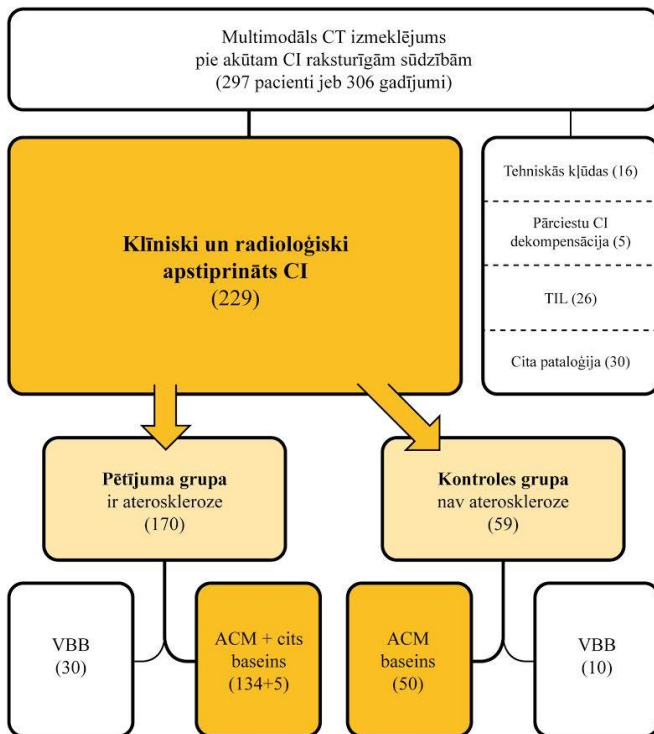 Multimodāls CT izmeklējums
pie akūtam CI raksturīgām sūdzībām
(297 pacienti jeb 306 gadījumi)
Klīniski un radioloģiski
apstiprināts CI
(229)
Tehniskās kļūdas (16)
Pārciestu CI
dekompensācija (5)
TIL (26)
Cita pataloģija (30)
Pētījuma grupa
ir ateroskleroze
(170)
Kontroles grupa
nav ateroskleroze
(59)
VBB
(30)
ACM + cits
baseins
(134+5)
ACM
baseins
(50)
VBB
(10)